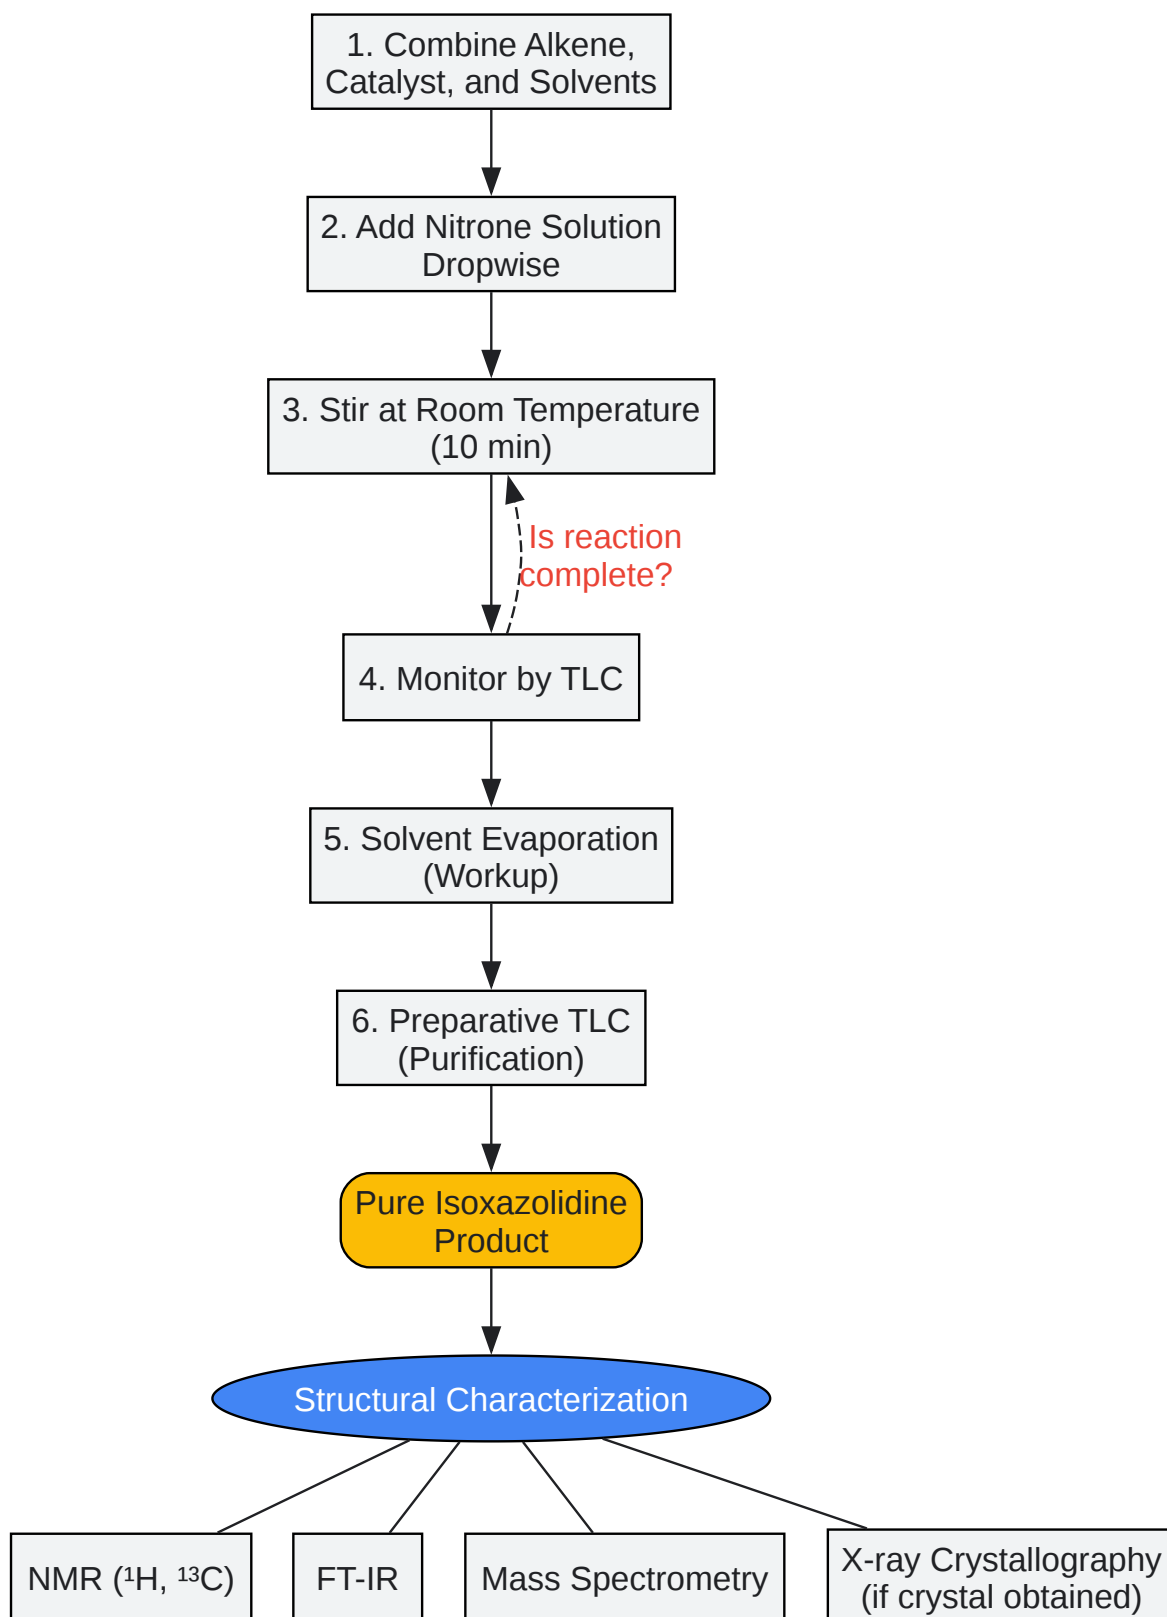 1. Combine Alkene,
Catalyst, and Solvents
2. Add Nitrone Solution
Dropwise
3. Stir at Room Temperature
(10 min)
Is reaction
complete?
4. Monitor by TLC
5. Solvent Evaporation
(Workup)
6. Preparative TLC
(Purification)
Pure Isoxazolidine
Product
Structural Characterization
NMR (¹H, ¹³C)
FT-IR
Mass Spectrometry
X-ray Crystallography
(if crystal obtained)